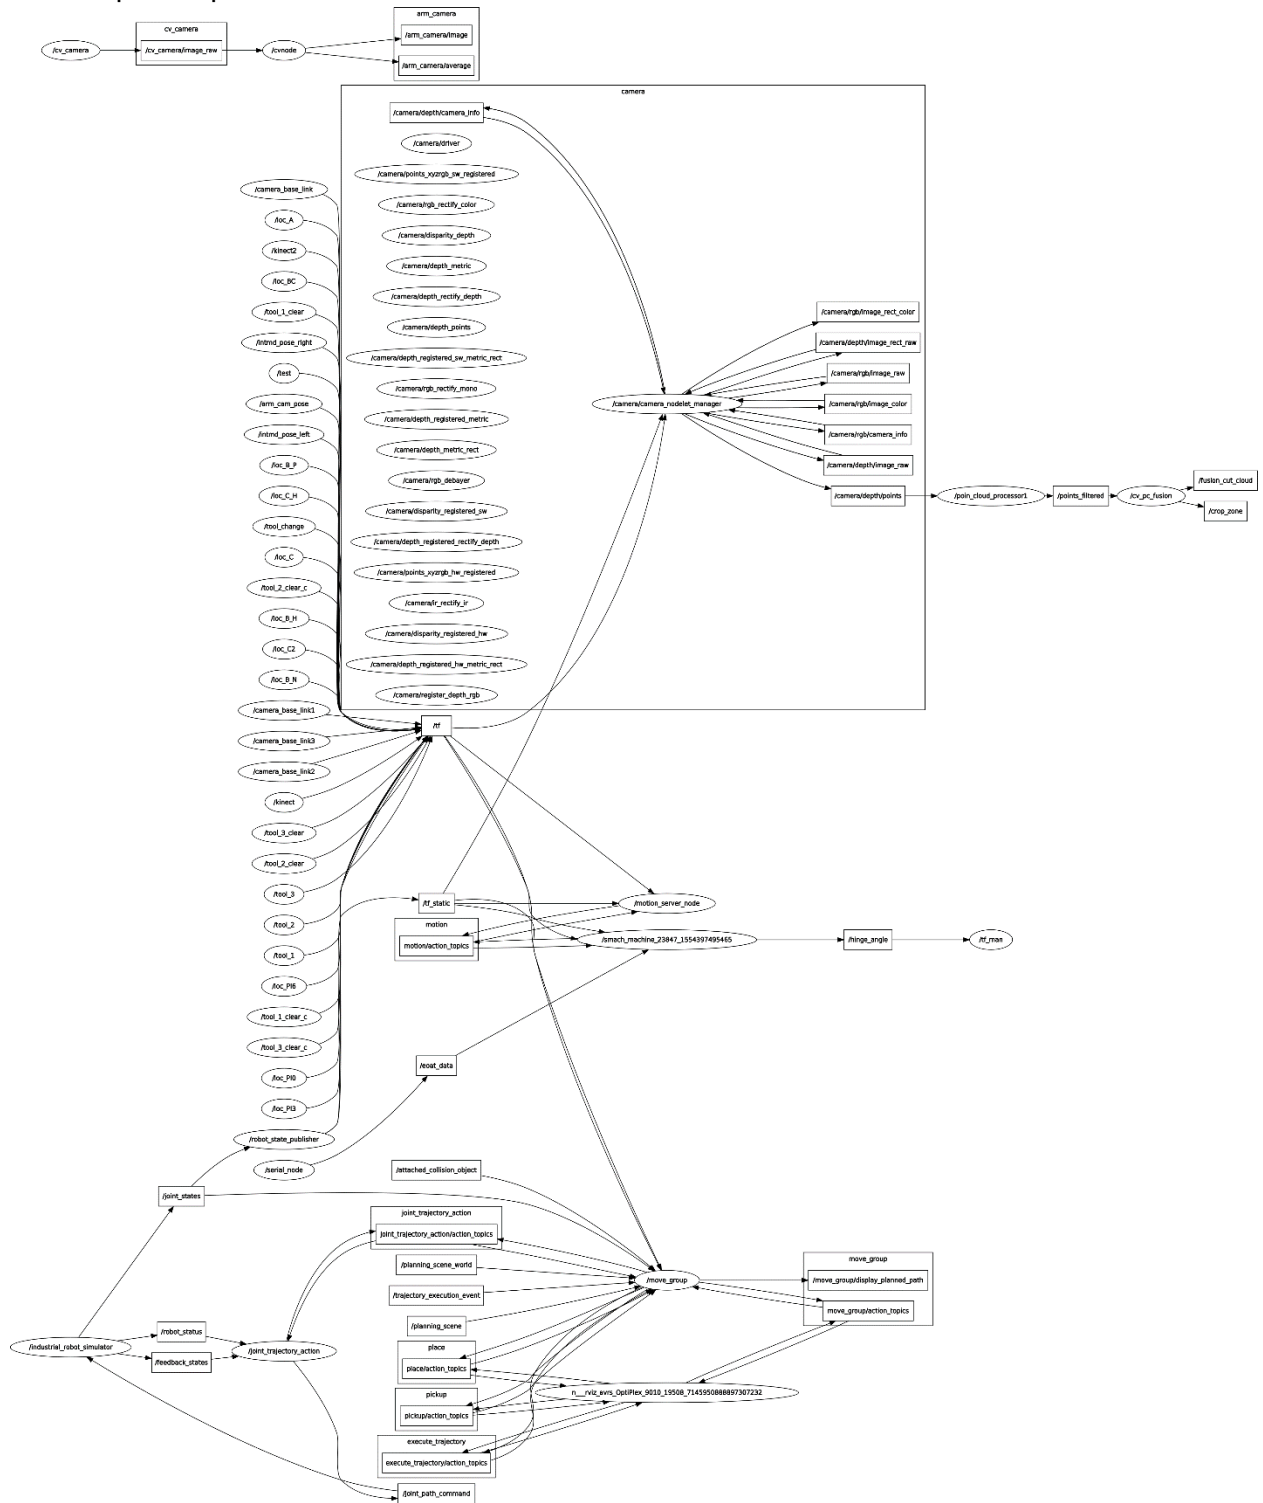 cv_camera
arm_camera
/cv_camera
/cv_camera/image_raw
/cvnode
/arm_camera/image
/arm_camera/average
camera
/camera/depth/camera_info
/camera/driver
/camera/points_xyzrgb_sw_registered
/camera/rgb_rectify_color
/camera/disparity_depth
/camera/depth_metric
/camera/depth_rectify_depth
/camera/depth_points
/camera/depth_registered_sw_metric_rect
/camera/rgb_rectify_mono
/camera/depth_registered_metric
/camera/depth_metric_rect
/camera/rgb_debayer
/camera/disparity_registered_sw
/camera/depth_registered_rectify_depth
/camera/points_xyzrgb_hw_registered
/camera/ir_rectify_ir
/camera/disparity_registered_hw
/camera/depth_registered_hw_metric_rect
/camera/register_depth_rgb
/camera/camera_nodelet_manager
/camera/rgb/image_rect_color
/camera/depth/image_rect_raw
/camera/rgb/image_raw
/camera/rgb/image_color
/camera/rgb/camera_info
/camera/depth/image_raw
/camera/depth/points
/poin_cloud_processor1
/points_filtered
/cv_pc_fusion
/fusion_cut_cloud
/crop_zone
/camera_base_link
/loc_A
/kinect2
/loc_BC
/tool_1_clear
/intmd_pose_right
/test
/arm_cam_pose
/intmd_pose_left
/loc_B_P
/loc_C_H
/tool_change
/loc_C
/tool_2_clear_c
/loc_B_H
/loc_C2
/loc_B_N
/camera_base_link1
/camera_base_link3
/camera_base_link2
/kinect
/tool_3_clear
/tool_2_clear
/tool_3
/tool_2
/tool_1
/loc_PI6
/tool_1_clear_c
/tool_3_clear_c
/loc_PI0
/loc_PI3
/robot_state_publisher
/serial_node
/tf
/tf_static
motion
motion/action_topics
/motion_server_node
/smach_machine_23847_1554397495465
/hinge_angle
/tf_man
/eoat_data
/attached_collision_object
/joint_states
joint_trajectory_action
joint_trajectory_action/action_topics
/planning_scene_world
/trajectory_execution_event
/planning_scene
/move_group
move_group
/move_group/display_planned_path
move_group/action_topics
/industrial_robot_simulator
/robot_status
/feedback_states
/joint_trajectory_action
place
place/action_topics
pickup
pickup/action_topics
n__rviz_avrs_OptiPlex_9010_19508_7145950888897307232
execute_trajectory
execute_trajectory/action_topics
/joint_path_command